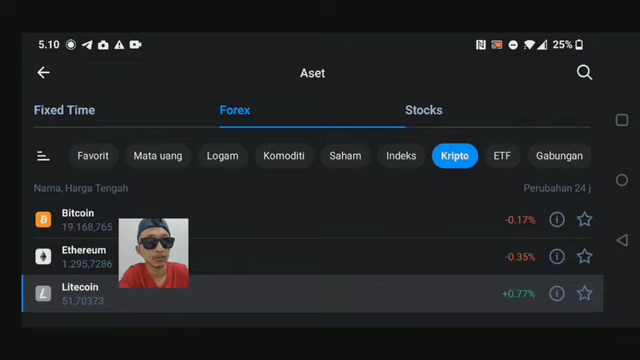 5.10 25%
Aset
Fixed Time Forex Stocks
Favorit Mata uang Logam Komoditi Saham Indeks Kripto ETF Gabungan
Nama, Harga Tengah Perubahan 24 j
Bitcoin
19.168,765 -0.17%
Ethereum
1.295,7286 -0.35%
Litecoin
51,70373 +0.77%